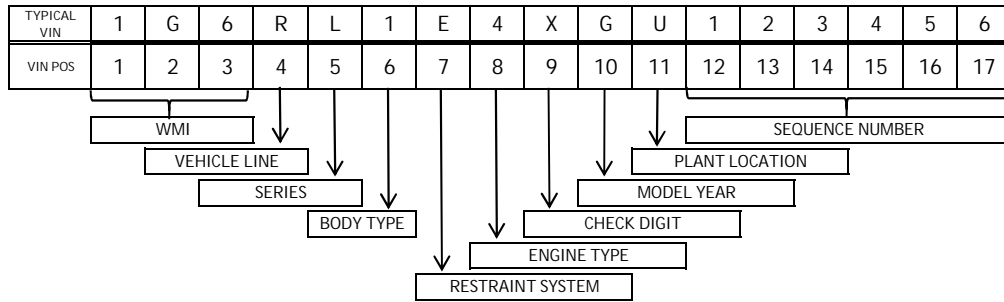 TYPICAL VIN 1 G 6 R L 1 E 4 X G U 1 2 3 4 5 6
VIN POS 1 2 3 4 5 6 7 8 9 10 11 12 13 14 15 16 17
WMI SEQUENCE NUMBER
VEHICLE LINE PLANT LOCATION
SERIES MODEL YEAR
BODY TYPE CHECK DIGIT
ENGINE TYPE
RESTRAINT SYSTEM